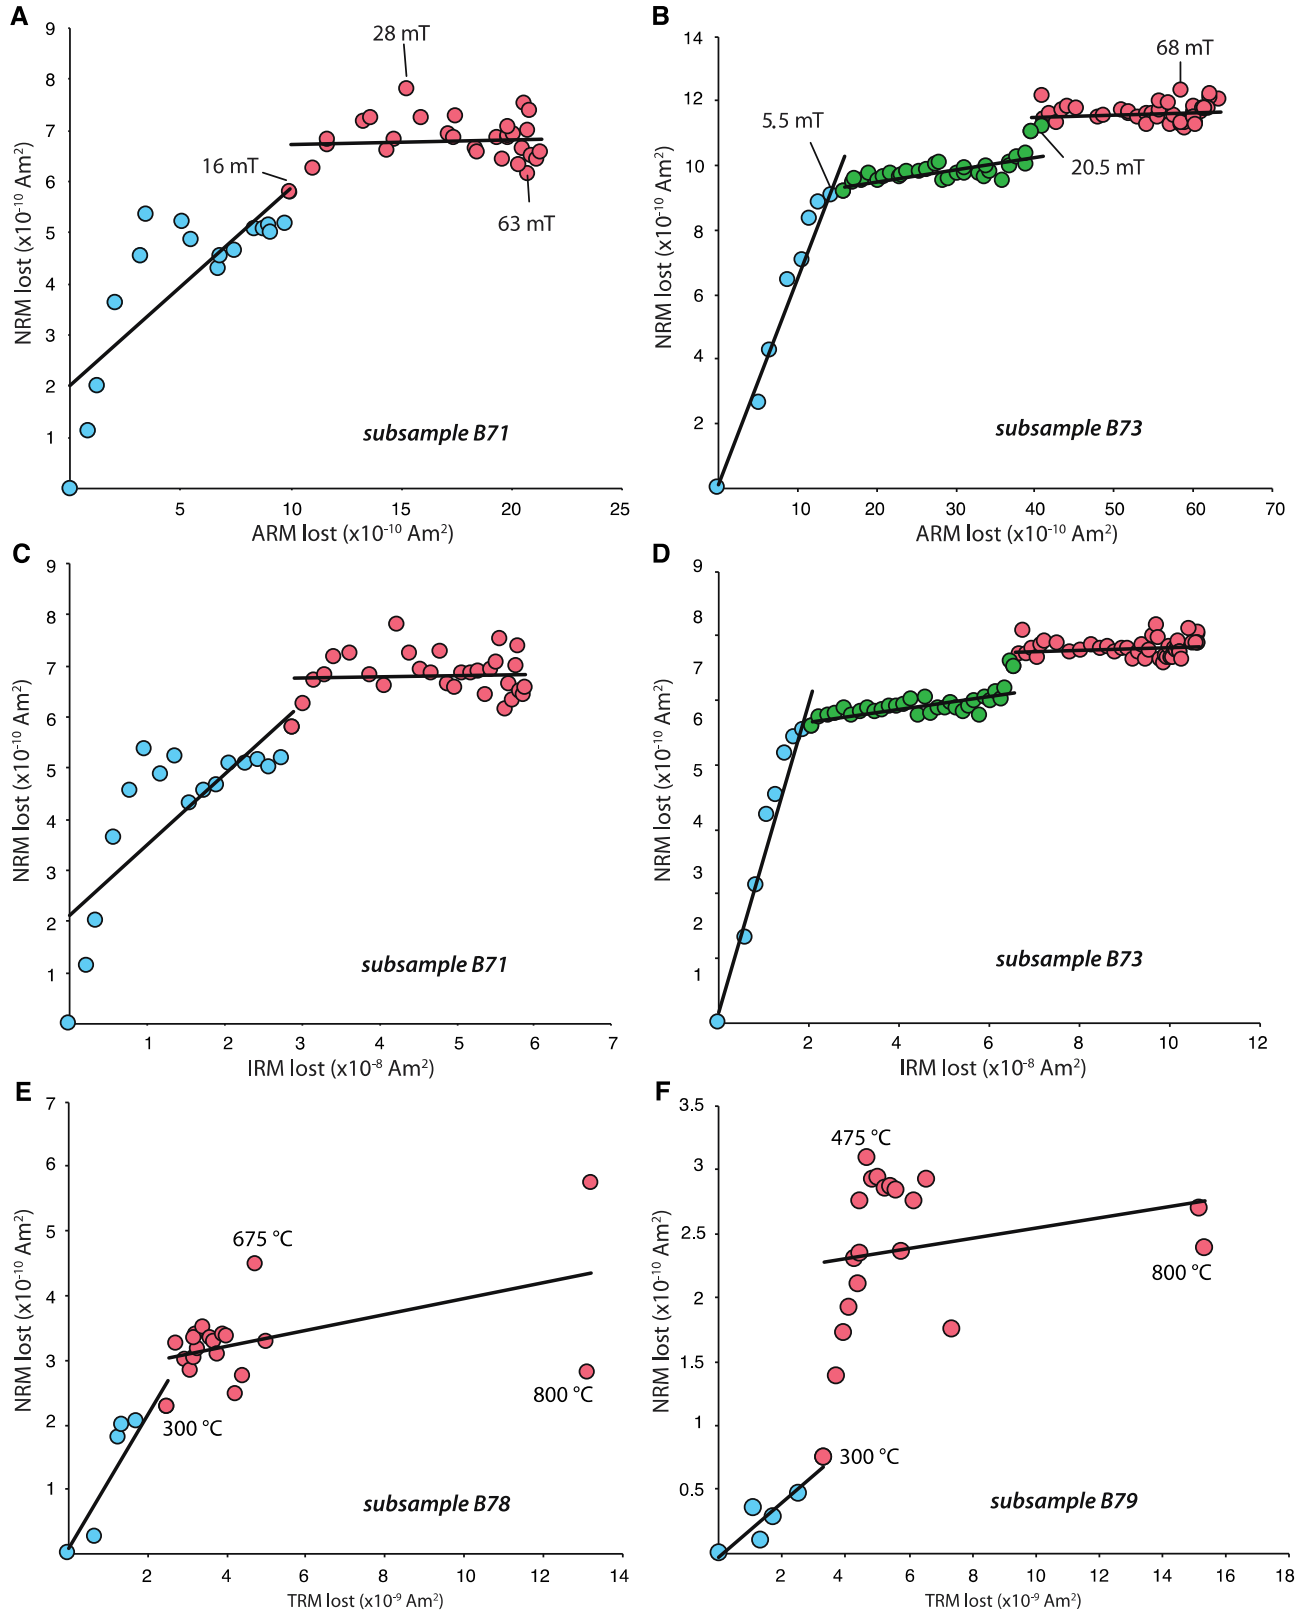 A
9
8
7
6
5
4
3
2
1
NRM lost (x10⁻¹⁰ Am²)
28 mT
16 mT
63 mT
subsample B71
5
10
15
20
25
ARM lost (x10⁻¹⁰ Am²)
B
14
12
10
8
6
4
2
NRM lost (x10⁻¹⁰ Am²)
68 mT
5.5 mT
20.5 mT
subsample B73
10
20
30
40
50
60
70
ARM lost (x10⁻¹⁰ Am²)
C
9
8
7
6
5
4
3
2
1
NRM lost (x10⁻¹⁰ Am²)
subsample B71
1
2
3
4
5
6
7
IRM lost (x10⁻⁸ Am²)
D
9
8
7
6
5
4
3
2
1
NRM lost (x10⁻¹⁰ Am²)
subsample B73
2
4
6
8
10
12
IRM lost (x10⁻⁸ Am²)
E
7
6
5
4
3
2
1
NRM lost (x10⁻¹⁰ Am²)
675 °C
300 °C
800 °C
subsample B78
2
4
6
8
10
12
14
TRM lost (x10⁻⁹ Am²)
F
3.5
3
2.5
2
1.5
1
0.5
NRM lost (x10⁻¹⁰ Am²)
475 °C
800 °C
300 °C
subsample B79
2
4
6
8
10
12
14
16
18
TRM lost (x10⁻⁹ Am²)